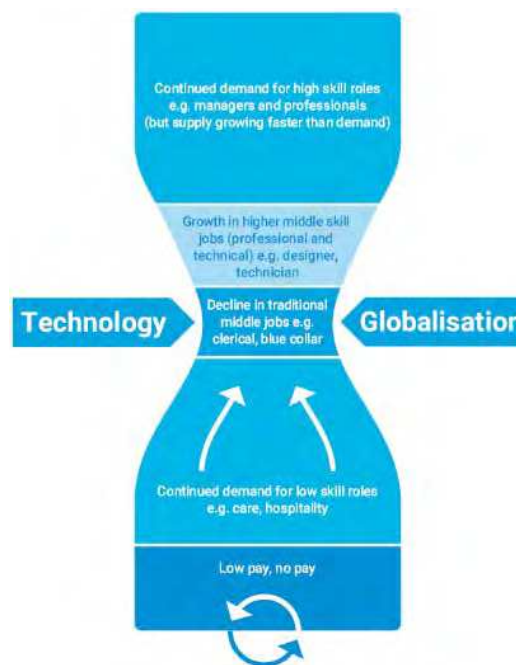 Continued demand for high skill roles
e.g. managers and professionals
(but supply growing faster than demand)
Growth in higher middle skill
jobs (professional and
technical) e.g. designer,
technician
Technology
Decline in traditional
middle jobs e.g.
clerical, blue collar
Globalisation
Continued demand for low skill roles
e.g. care, hospitality
Low pay, no pay